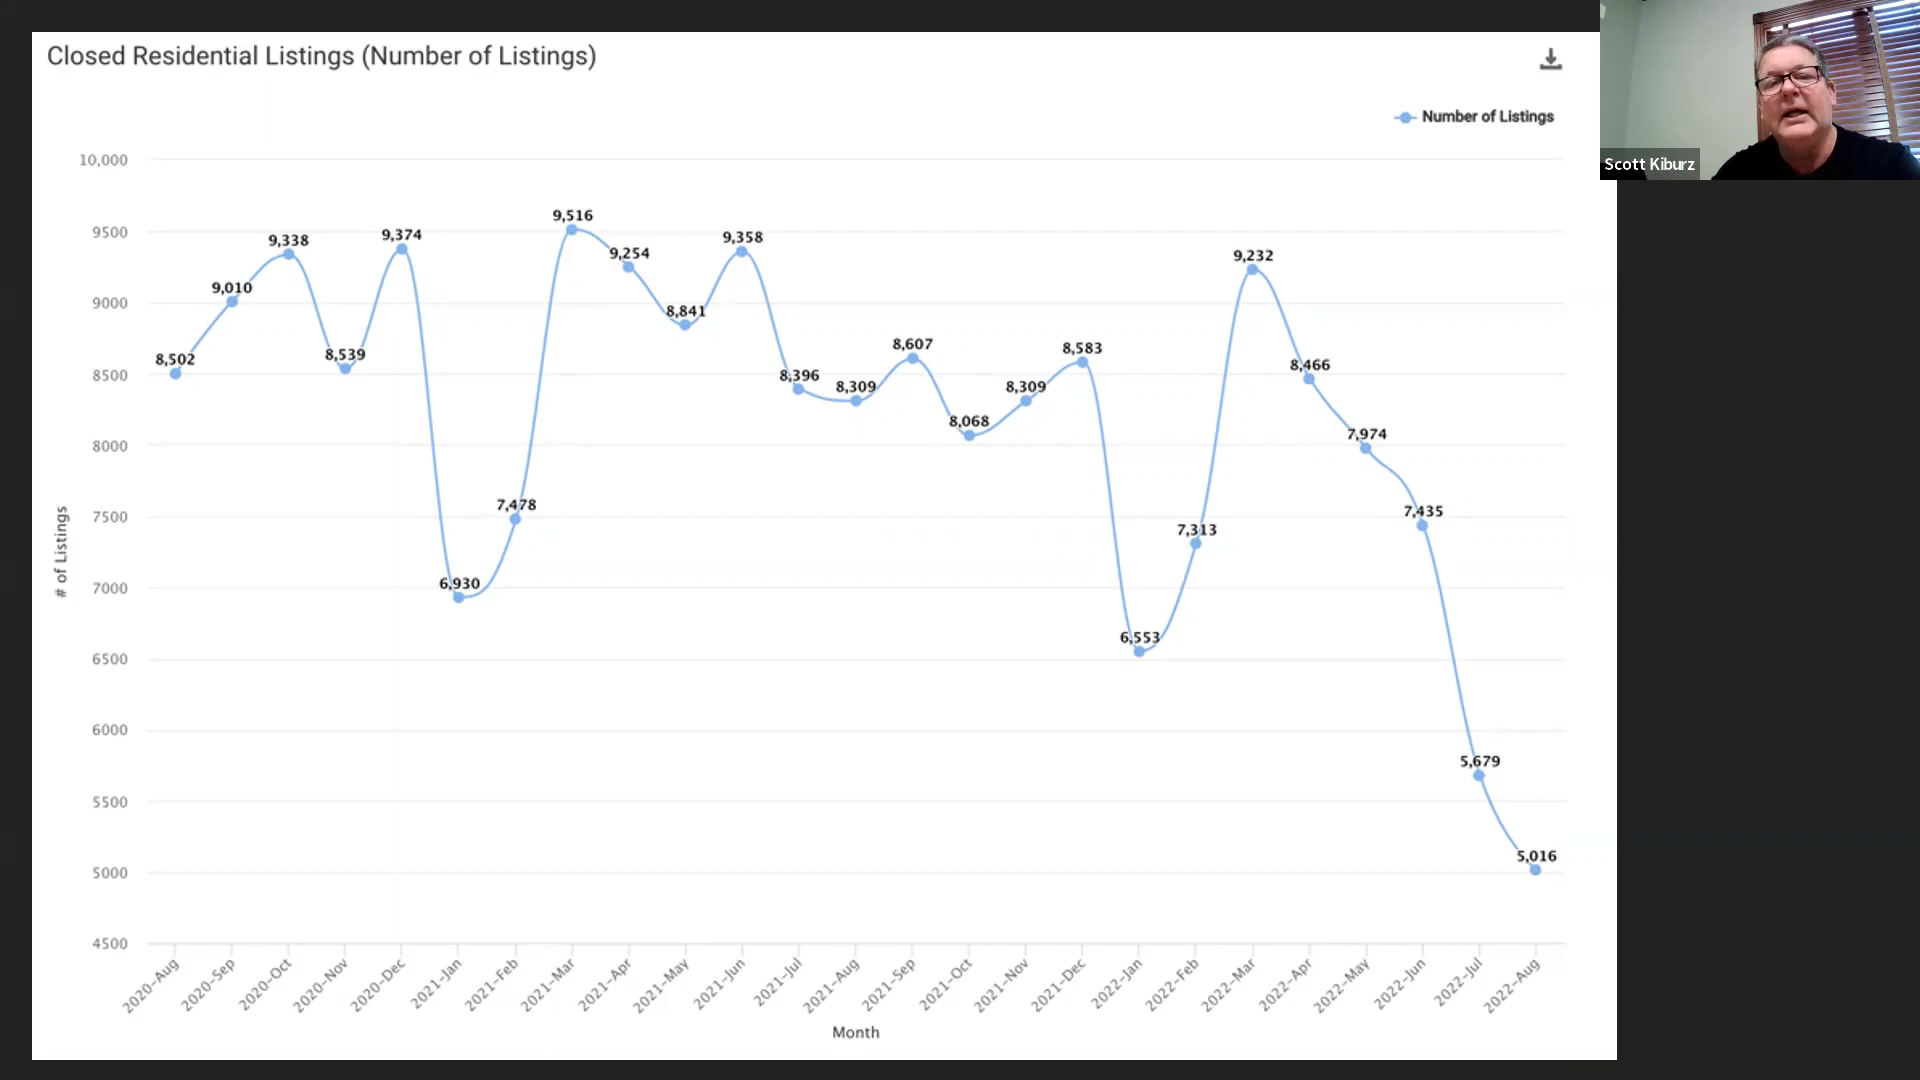 Closed Residential Listings (Number of Listings)
Number of Listings
Scott Kiburz
10,000
9500
9000
8500
8000
7500
7000
6500
6000
5500
5000
4500
# of Listings
8,502
9,010
9,338
8,539
9,374
6,930
7,478
9,516
9,254
8,841
9,358
8,396
8,309
8,607
8,068
8,309
8,583
6,553
7,313
9,232
8,466
7,974
7,435
5,679
5,016
2020-Aug
2020-Sep
2020-Oct
2020-Nov
2020-Dec
2021-Jan
2021-Feb
2021-Mar
2021-Apr
2021-May
2021-Jun
2021-Jul
2021-Aug
2021-Sep
2021-Oct
2021-Nov
2021-Dec
2022-Jan
2022-Feb
2022-Mar
2022-Apr
2022-May
2022-Jun
2022-Jul
2022-Aug
Month